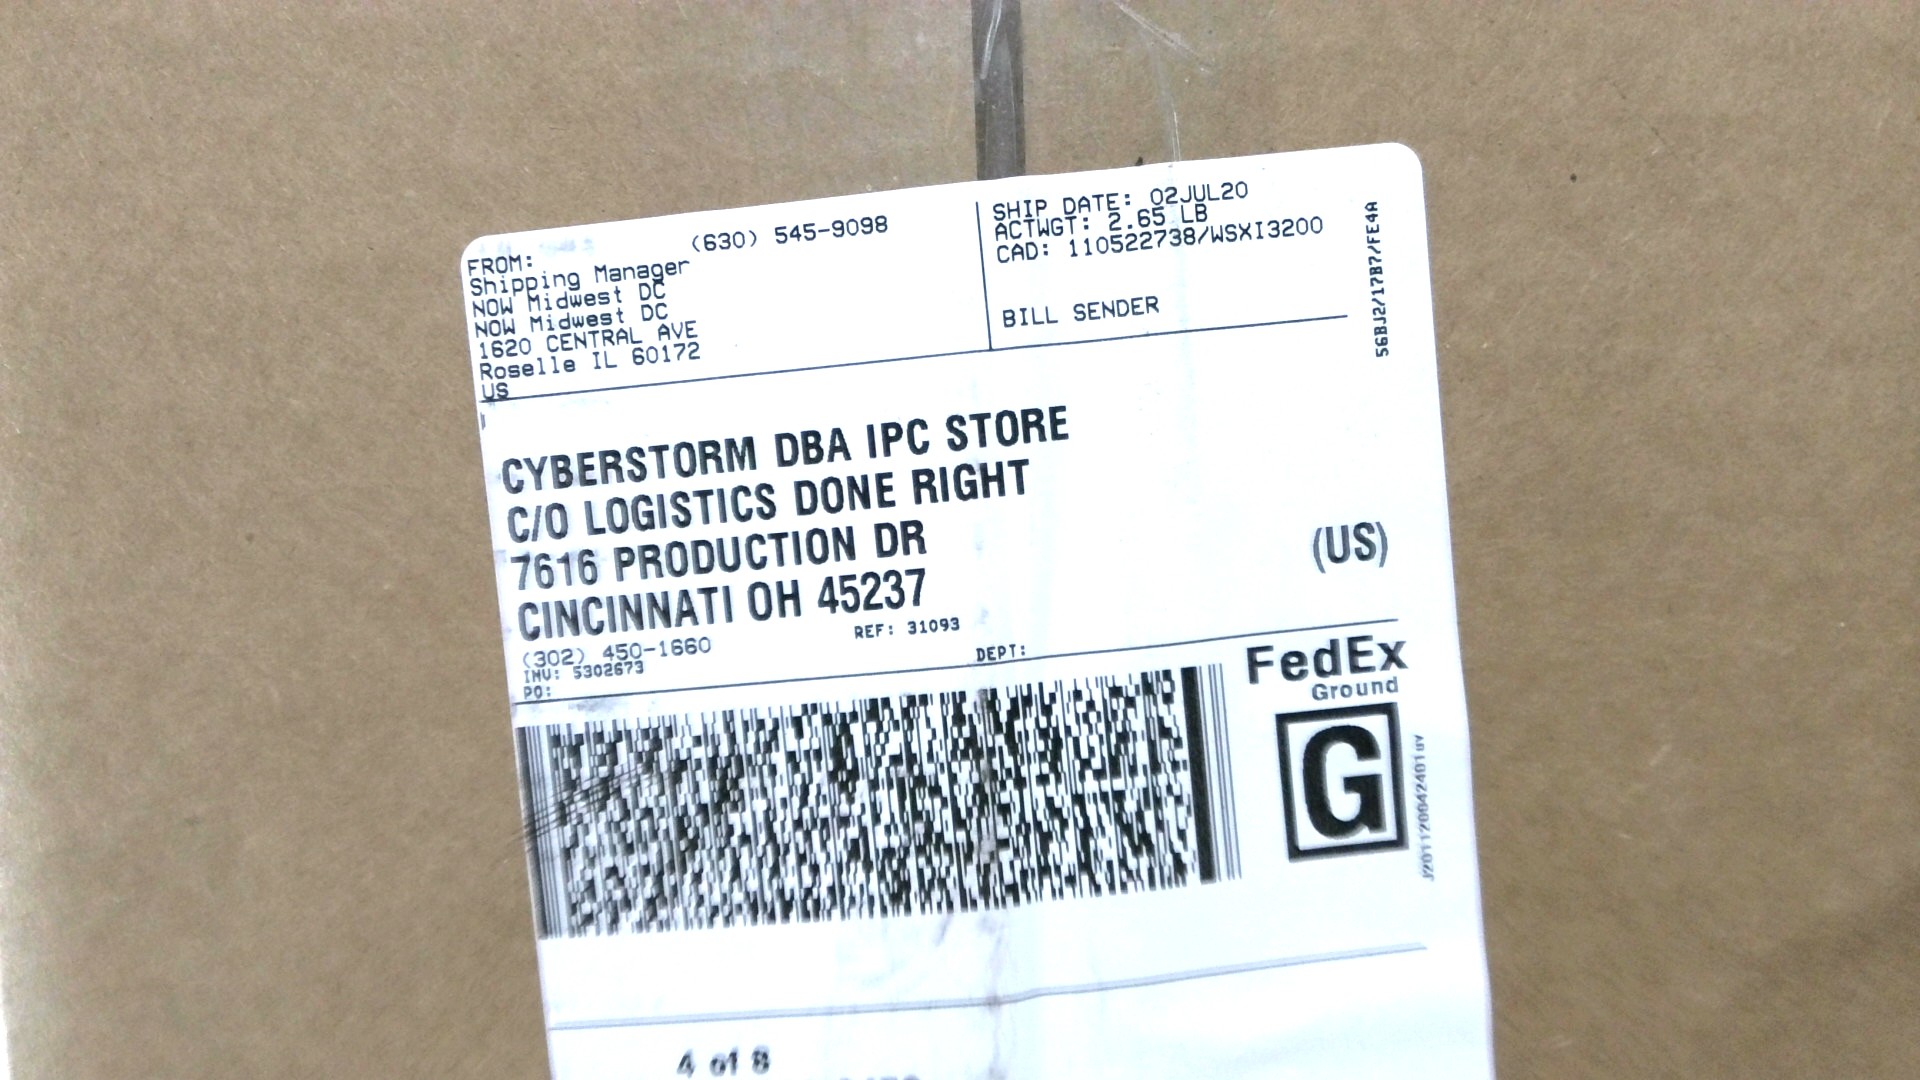 FROM: (630) 545-9098
Shipping Manager
NOW Midwest DC
NOW Midwest DC
1620 CENTRAL AVE
Roselle IL 60172
US
SHIP DATE: 02JUL20
ACTWGT: 2.65 LB
CAD: 110522738/WSXI3200
BILL SENDER
56BJ2/17B7/FE4A
CYBERSTORM DBA IPC STORE
C/O LOGISTICS DONE RIGHT
7616 PRODUCTION DR
CINCINNATI OH 45237
(US)
(302) 450-1660
REF: 31093
INV: 5302673
PO:
DEPT:
FedEx
Ground
G
J201120042401uv
4 of 8